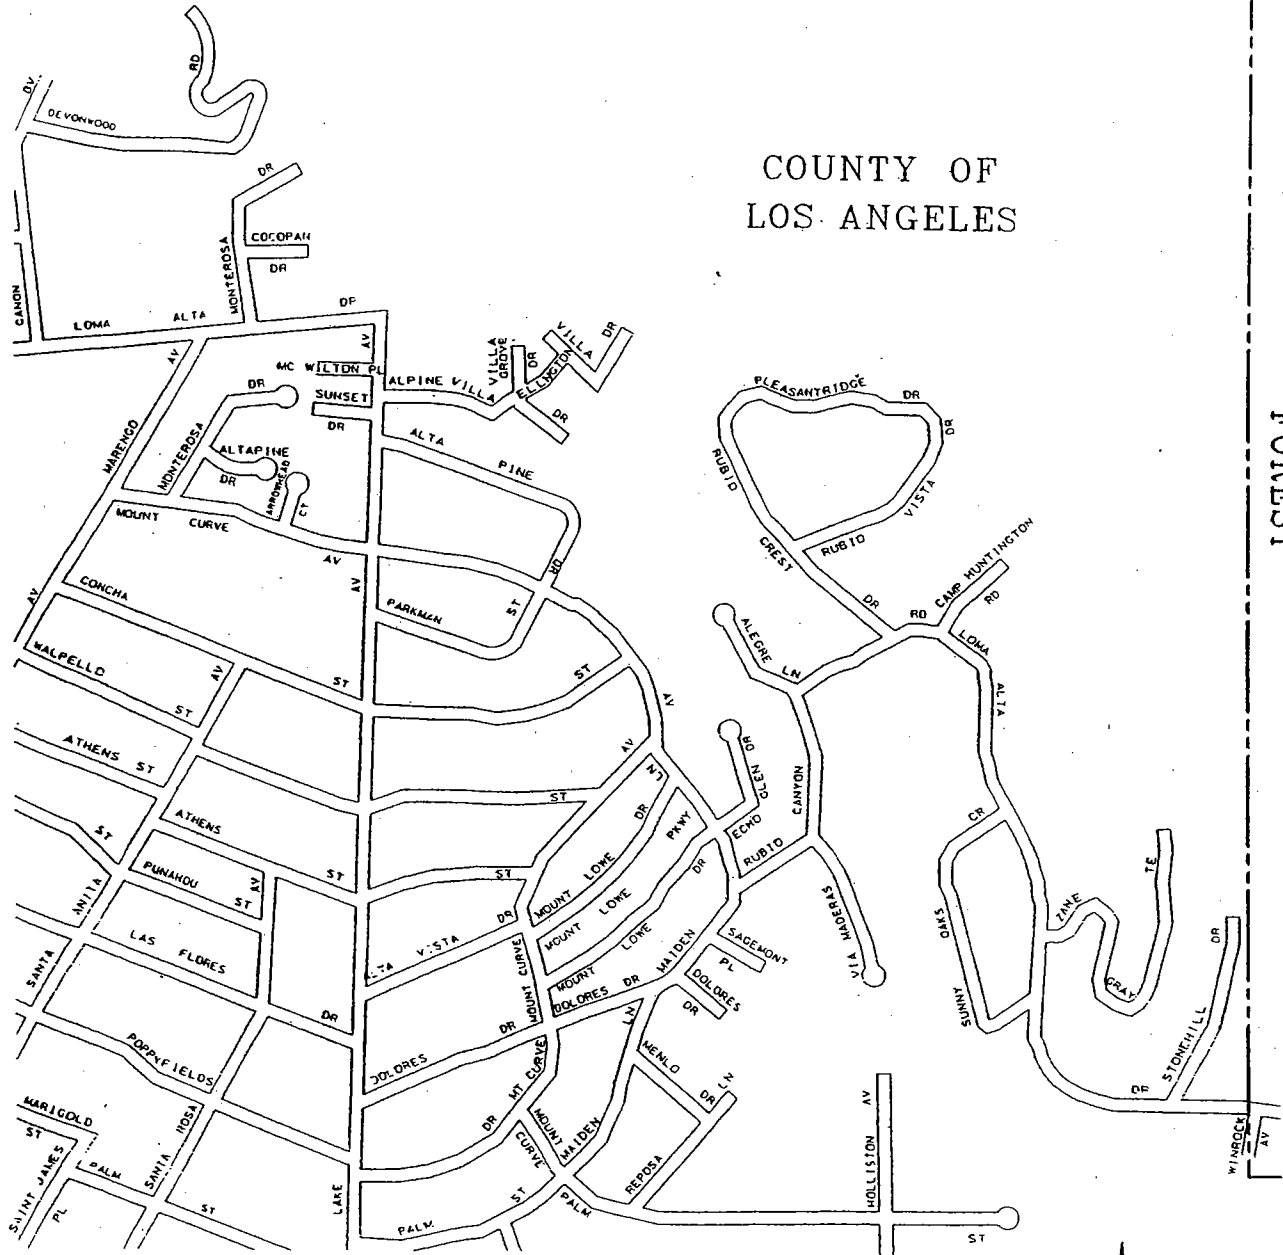 COUNTY OF
LOS ANGELES
RD
DV
DEVONWOOD
DR
COCOPAH
DR
MONTEROSA
CANON
LOMA
ALTA
AV
MC WILTON PL
SUNSET
DR
ALPINE VILLA
VILLA
GROVE
DR
ELLINGTON
VILLA
DR
DR
AV
DR
MARENGO
MONTEROSA
ALTAPINE
DR
ARROWHEAD
CT
ALTA
PINE
DR
MOUNT
CURVE
AV
AV
PLEASANTRIDGE
DR
DR
VISTA
RUBIO
RUBIO
CREST
DR
RD
CAMP HUNTINGTON
RD
LOMA
ALTA
AV
CONCHA
ST
PARKMAN
ST
ST
AV
WALPELLO
ST
AV
ATHENS ST
ALEGRE
LN
CANYON
GLEN DR
ECHO
RUBIO
AV
LN
DR
PKWY
ST
ATHENS
ST
ST
PUNAHOU
ST
AV
ST
MOUNT LOWE
MOUNT LOWE
DR
MOUNT LOWE
DR
ALTA VISTA
MOUNT CURVE
ANITA
SANTA
LAS FLORES
DR
MAIDEN
LN
SAGEMONT
PL
DOLORES
DR
DOLORES
DR
DOLORES
DR
VIA MADERAS
OAKS
CR
SUNNY
ZANE
GRAY
TE
STONEHILL
DR
POPPYFIELDS
MT CURVE
DR
MENLO
DR
LN
MOUNT
CURVE
MAIDEN
REPOSA
MARIGOLD
ST
SAINT JAMES
PL
PALM
ST
SANTA ROSA
LAKE
PALM
ST
PALM
HOLLISTON
AV
ST
DR
WINROCK
AV